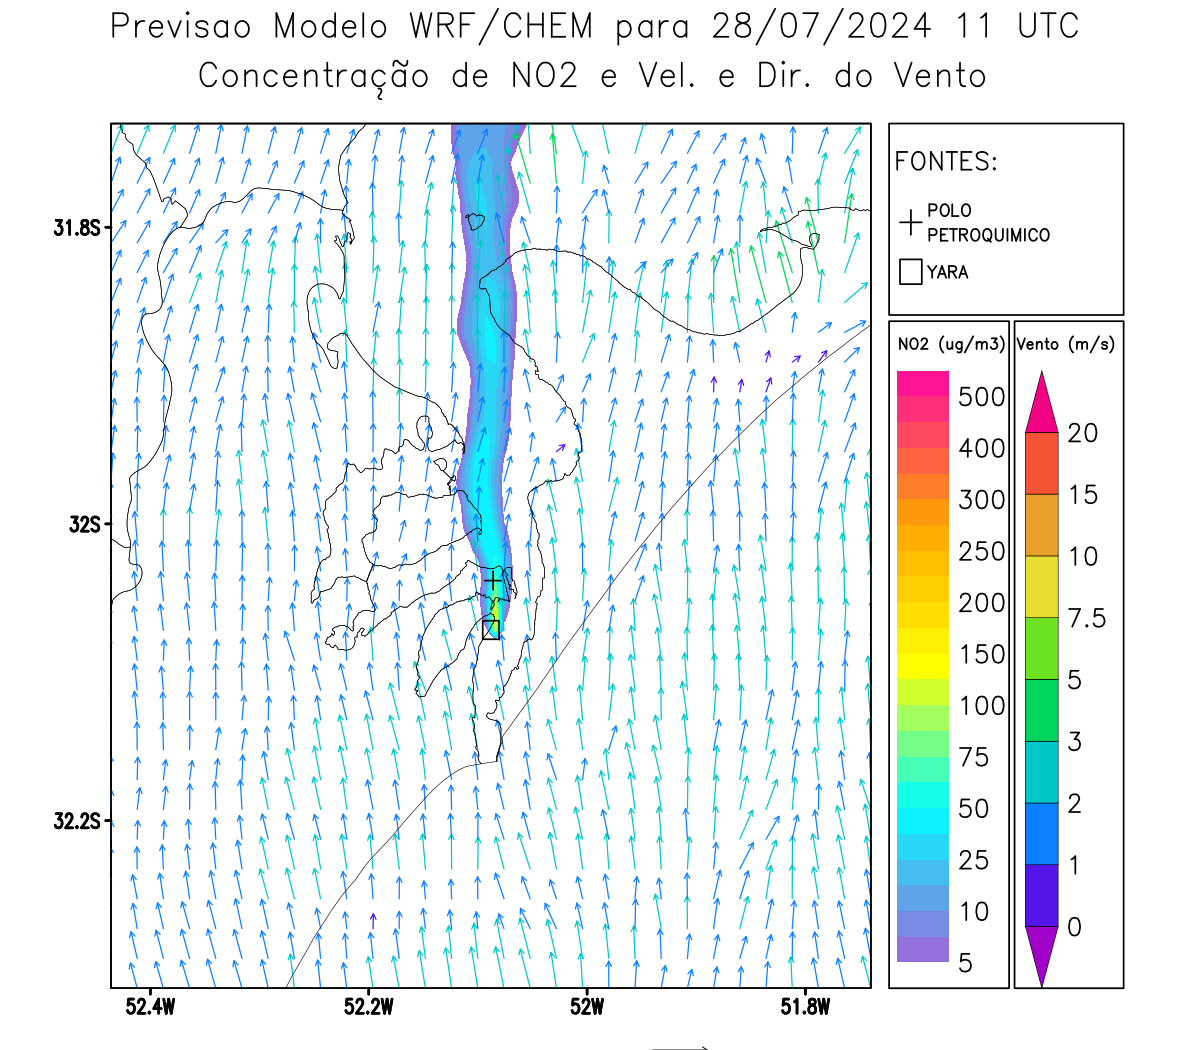 Previsao Modelo WRF/CHEM para 28/07/2024 11 UTC
Concentração de NO2 e Vel. e Dir. do Vento
FONTES:
POLO
PETROQUIMICO
YARA
31.8S
32S
32.2S
52.4W
52.2W
52W
51.8W
NO2 (ug/m3)
500
400
300
250
200
150
100
75
50
25
10
5
Vento (m/s)
20
15
10
7.5
5
3
2
1
0